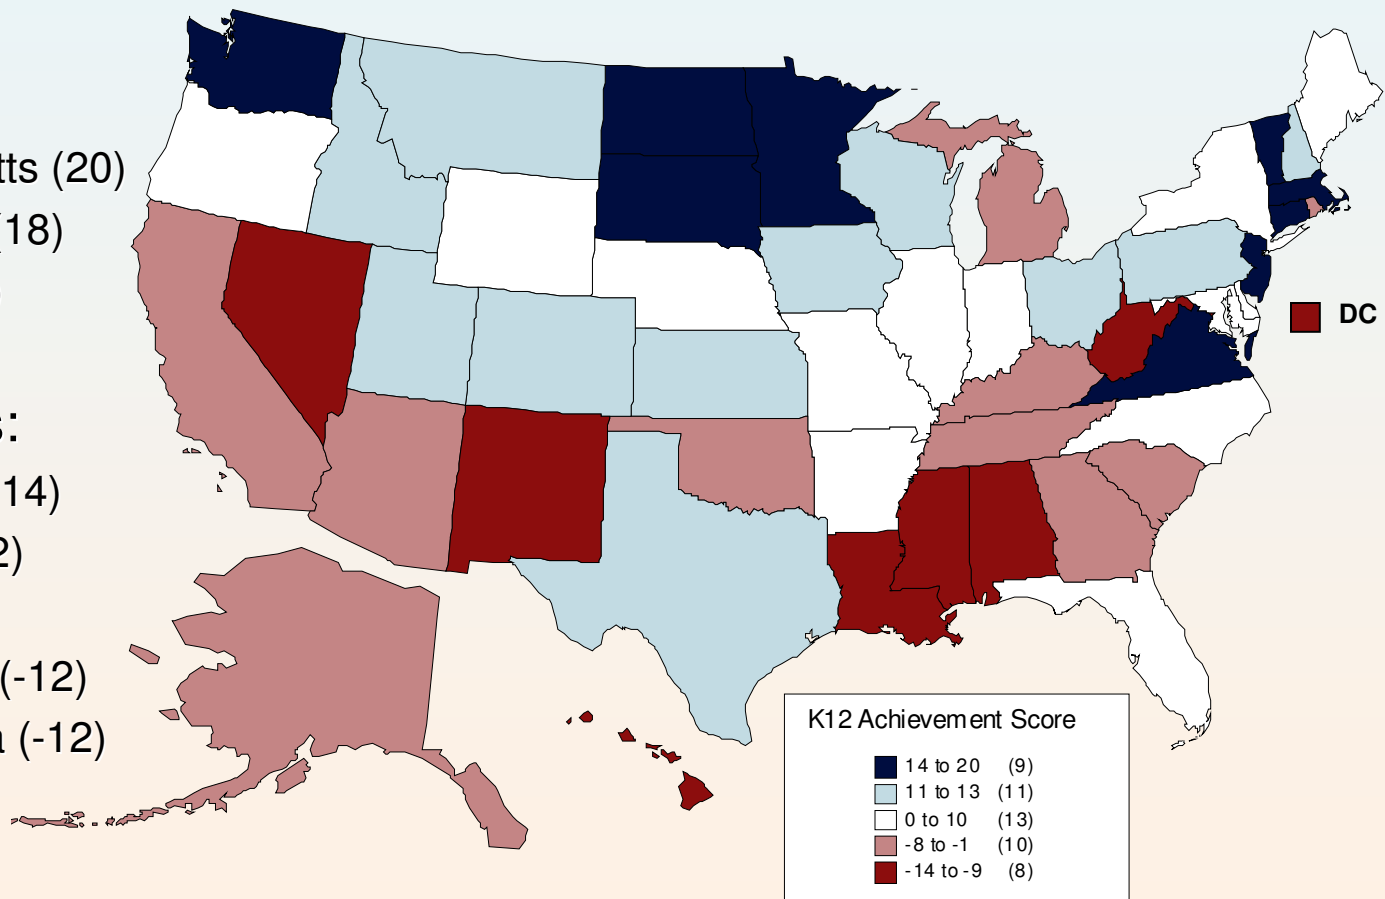 tts (20)
(18)
s:
14)
2)
(-12)
a (-12)
DC
K12 Achievement Score
14 to 20 (9)
11 to 13 (11)
0 to 10 (13)
-8 to -1 (10)
-14 to -9 (8)